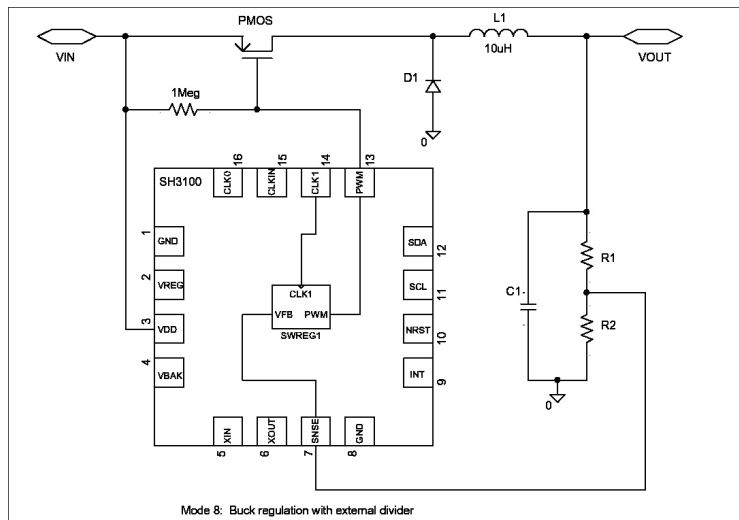 PMOS
L1
VIN
10uH
VOUT
1Meg
D1
0
16
15
14
13
SH3100
CLK0
CLKIN
CLK1
PWM
1
GND
SDA
12
R1
2
VREG
CLK1
SCL
11
C1
VFB
PWM
3
VDD
SWREG1
NRST
10
R2
4
VBAK
INT
9
0
XIN
XOUT
SNSE
GND
5
6
7
8
Mode 8: Buck regulation with external divider